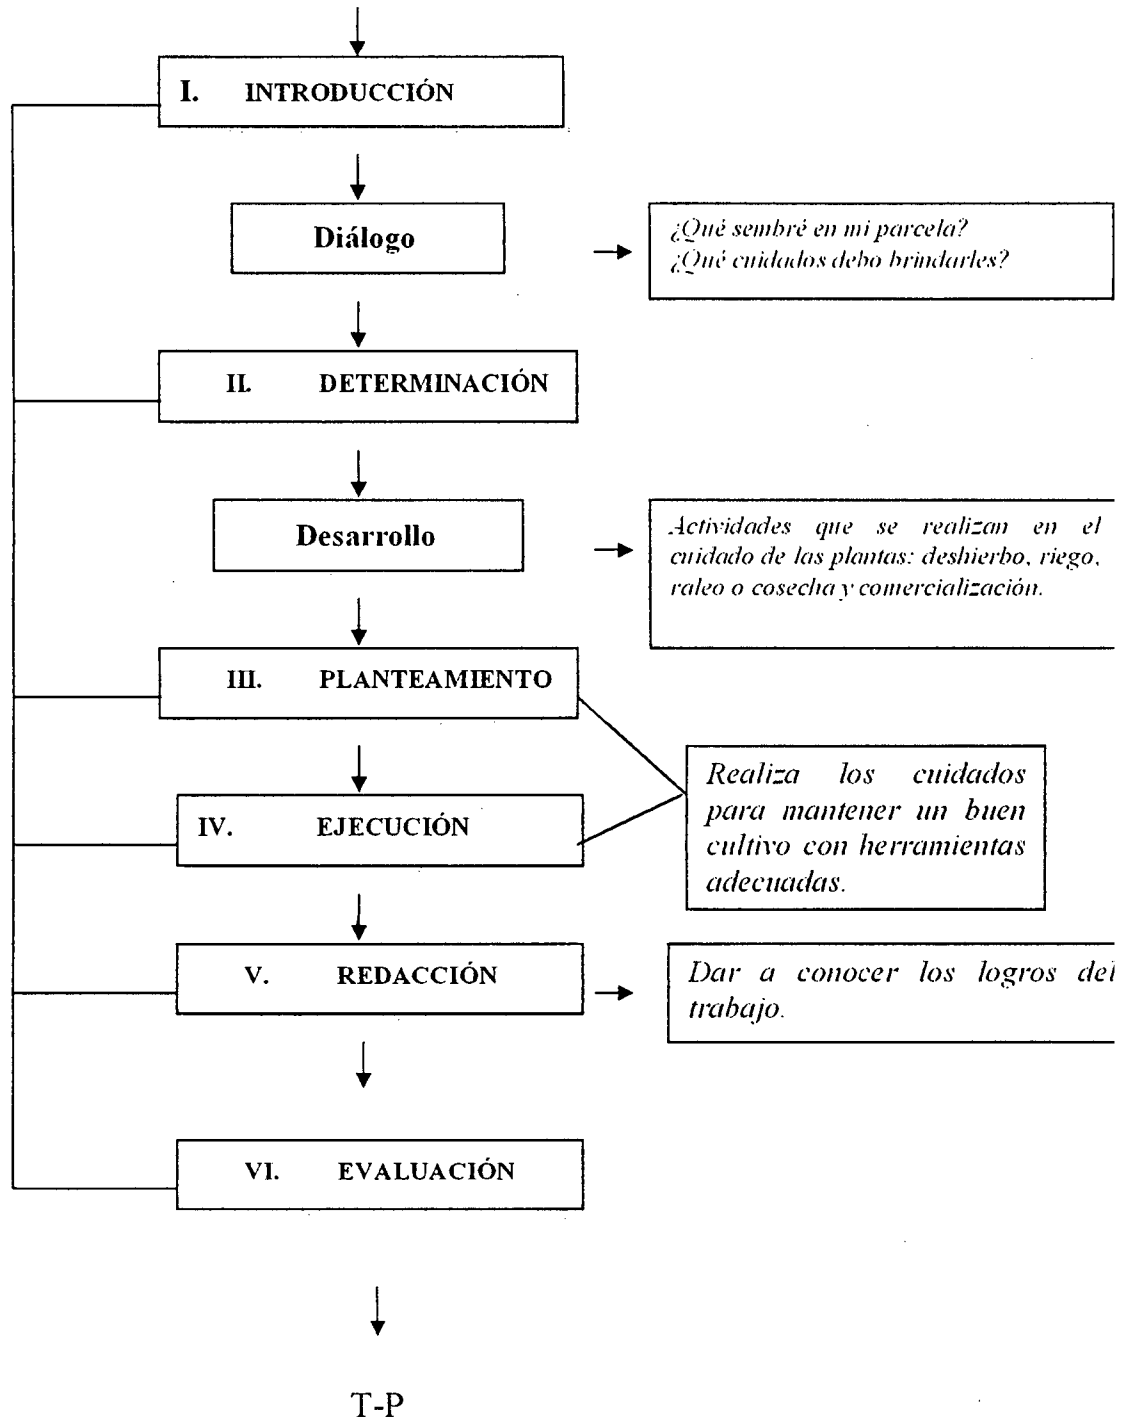 I. INTRODUCCIÓN
Diálogo
¿Qué sembré en mi parcela?
¿Qué cuidados debo brindarles?
II. DETERMINACIÓN
Desarrollo
Actividades que se realizan en el
cuidado de las plantas: deshierbo, riego,
raleo o cosecha y comercialización.
III. PLANTEAMIENTO
Realiza los cuidados
para mantener un buen
cultivo con herramientas
adecuadas.
IV. EJECUCIÓN
V. REDACCIÓN
Dar a conocer los logros del
trabajo.
VI. EVALUACIÓN
T-P